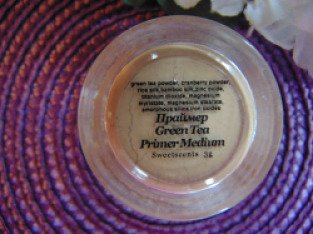 green tea powder, cranberry powder,
rice silk,bamboo silk,zinc oxide,
titanium dioxide, magnesium
myristate, magnesium stearate,
amorphous silica,iron oxides
Праймер
Green Tea
Primer Medium
Sweetscents 3g